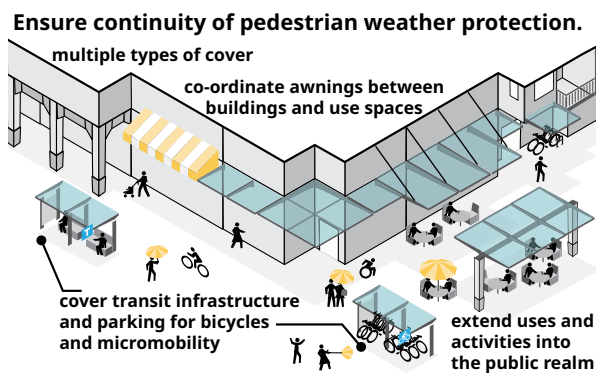 Ensure continuity of pedestrian weather protection.
multiple types of cover
co-ordinate awnings between
buildings and use spaces
cover transit infrastructure
and parking for bicycles
and micromobility
extend uses and
activities into
the public realm